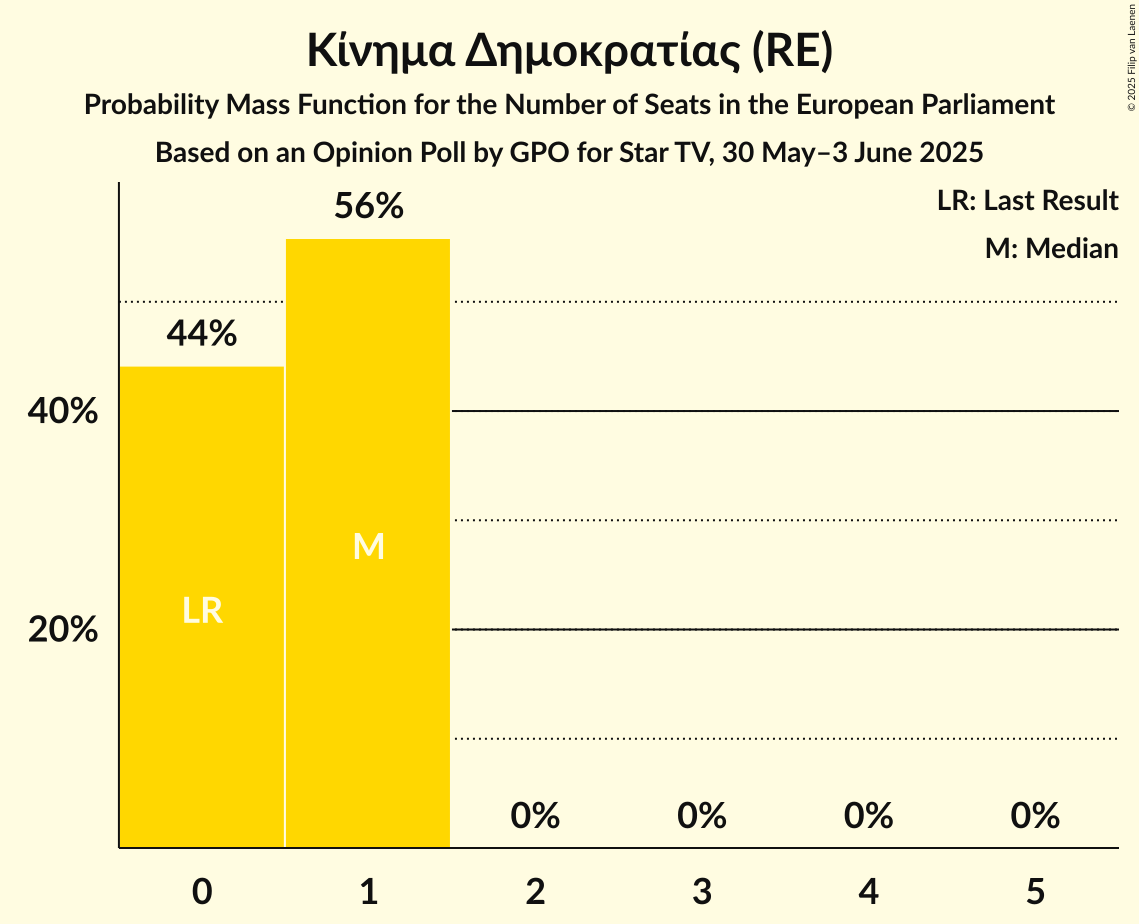 Κίνημα Δημοκρατίας (RE)
Probability Mass Function for the Number of Seats in the European Parliament
Based on an Opinion Poll by GPO for Star TV, 30 May–3 June 2025
© 2025 Filip van Laenen
LR: Last Result
M: Median
56%
44%
40%
20%
M
LR
0%
0%
0%
0%
0
1
2
3
4
5